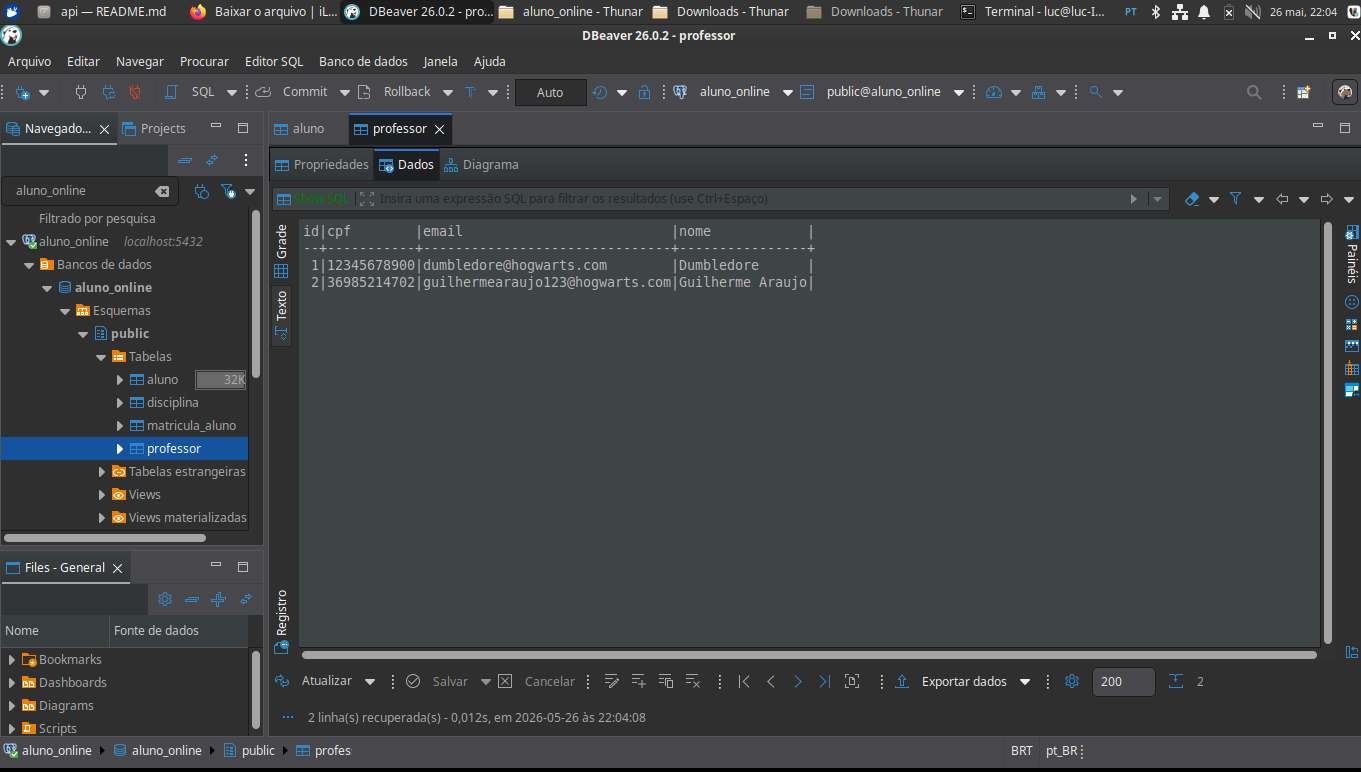 api — README.md
Baixar o arquivo | iL...
DBeaver 26.0.2 - pro...
aluno_online - Thunar
Downloads - Thunar
Downloads - Thunar
Terminal - luc@luc-I...
PT
26 mai, 22:04
DBeaver 26.0.2 - professor
Arquivo Editar Navegar Procurar Editor SQL Banco de dados Janela Ajuda
SQL Commit Rollback T Auto aluno_online public@aluno_online
Navegado... Projects
aluno_online
Filtrado por pesquisa
aluno_online localhost:5432
Bancos de dados
aluno_online
Esquemas
public
Tabelas
aluno 32K
disciplina
matricula_aluno
professor
Tabelas estrangeiras
Views
Views materializadas
Files - General
Nome Fonte de dados
Bookmarks
Dashboards
Diagrams
Scripts
aluno professor
Propriedades Dados Diagrama
Show SQL Insira uma expressão SQL para filtrar os resultados (use Ctrl+Espaço)
Grade
Texto
Registro
id|cpf        |email                          |nome            |
--+-----------+-------------------------------+----------------+
 1|12345678900|dumbledore@hogwarts.com        |Dumbledore      |
 2|36985214702|guilhermearaujo123@hogwarts.com|Guilherme Araujo|
Painéis
Atualizar Salvar Cancelar Exportar dados 200 2
2 linha(s) recuperada(s) - 0,012s, em 2026-05-26 às 22:04:08
aluno_online aluno_online public profes
BRT pt_BR